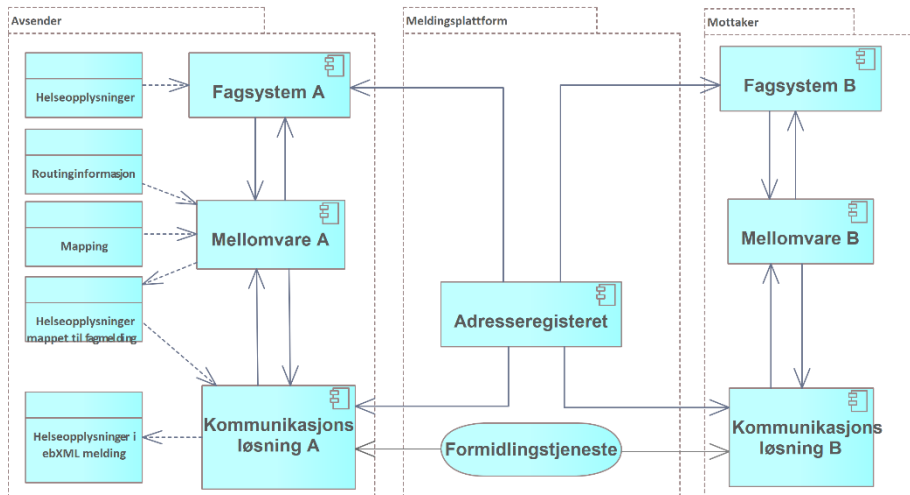 Avsender
Meldingsplattform
Mottaker
Helseopplysninger
Fagsystem A
Fagsystem B
Routinginformasjon
Mapping
Mellomvare A
Mellomvare B
Helseopplysninger
mappet til fagmelding
Adresseregisteret
Helseopplysninger i
ebXML melding
Kommunikasjons
løsning A
Formidlingstjeneste
Kommunikasjons
løsning B